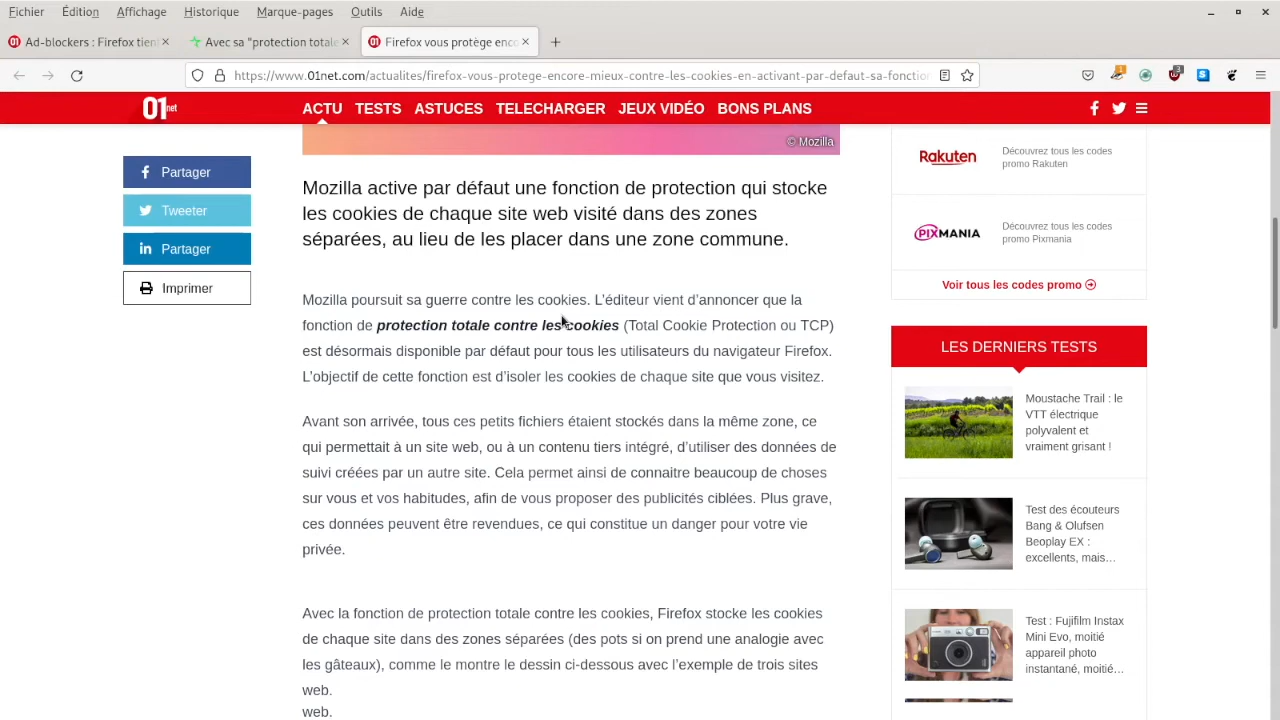 Fichier Édition Affichage Historique Marque-pages Outils Aide
Ad-blockers : Firefox tient
Avec sa "protection totale
Firefox vous protège enco
https://www.01net.com/actualites/firefox-vous-protege-encore-mieux-contre-les-cookies-en-activant-par-defaut-sa-fonction
01net ACTU TESTS ASTUCES TELECHARGER JEUX VIDÉO BONS PLANS
© Mozilla
Partager
Tweeter
Partager
Imprimer
Mozilla active par défaut une fonction de protection qui stocke
les cookies de chaque site web visité dans des zones
séparées, au lieu de les placer dans une zone commune.
Mozilla poursuit sa guerre contre les cookies. L’éditeur vient d’annoncer que la
fonction de protection totale contre les cookies (Total Cookie Protection ou TCP)
est désormais disponible par défaut pour tous les utilisateurs du navigateur Firefox.
L’objectif de cette fonction est d’isoler les cookies de chaque site que vous visitez.
Avant son arrivée, tous ces petits fichiers étaient stockés dans la même zone, ce
qui permettait à un site web, ou à un contenu tiers intégré, d’utiliser des données de
suivi créées par un autre site. Cela permet ainsi de connaitre beaucoup de choses
sur vous et vos habitudes, afin de vous proposer des publicités ciblées. Plus grave,
ces données peuvent être revendues, ce qui constitue un danger pour votre vie
privée.
Avec la fonction de protection totale contre les cookies, Firefox stocke les cookies
de chaque site dans des zones séparées (des pots si on prend une analogie avec
les gâteaux), comme le montre le dessin ci-dessous avec l’exemple de trois sites
web.
web.
Rakuten
Découvrez tous les codes
promo Rakuten
PIXMANIA
Découvrez tous les codes
promo Pixmania
Voir tous les codes promo
LES DERNIERS TESTS
Moustache Trail : le
VTT électrique
polyvalent et
vraiment grisant !
Test des écouteurs
Bang & Olufsen
Beoplay EX :
excellents, mais…
Test : Fujifilm Instax
Mini Evo, moitié
appareil photo
instantané, moitié…